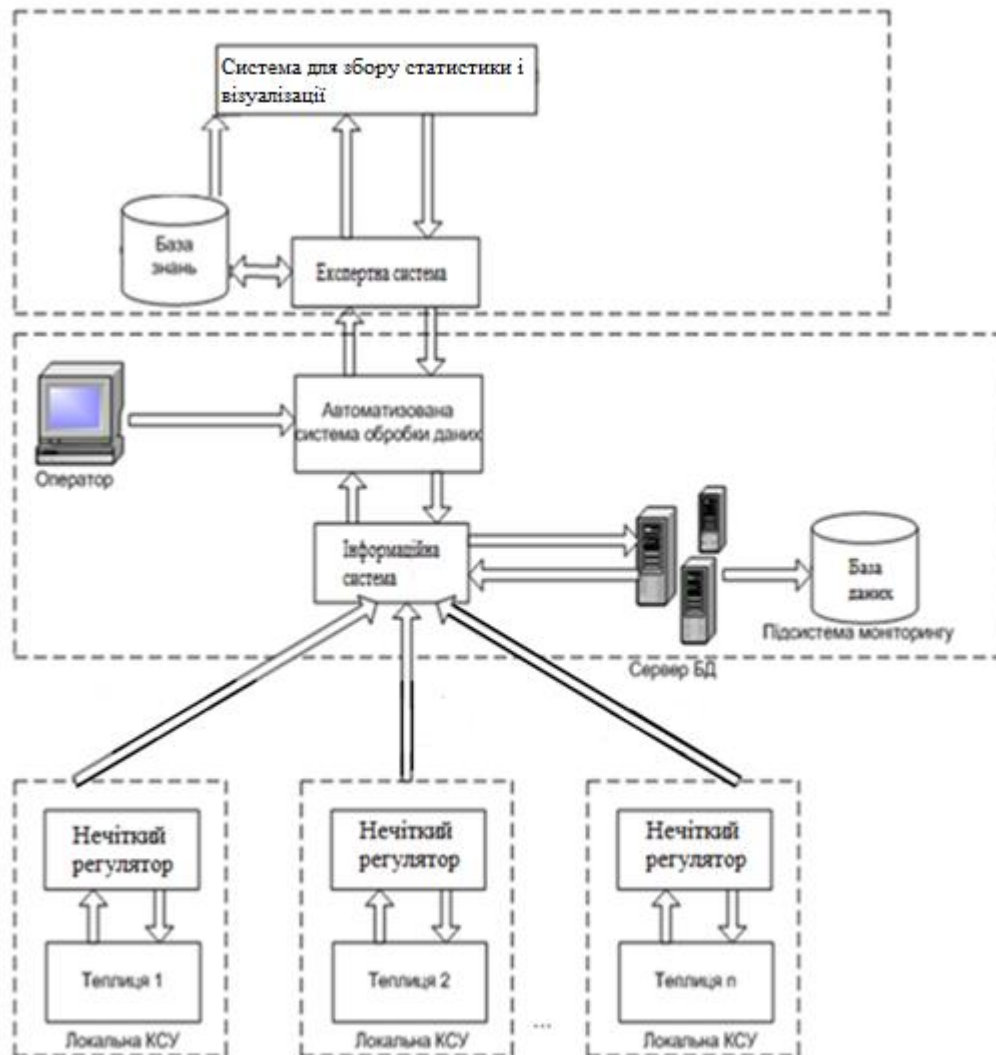 Система для збору статистики і
візуалізації
База
знань
Експертна система
Автоматизована
система обробки даних
Оператор
Інформаційна
система
База
даних
Підсистема моніторингу
Сервер БД
Нечіткий
регулятор
Нечіткий
регулятор
Нечіткий
регулятор
Теплиця 1
Теплиця 2
Теплиця n
Локальна КСУ
Локальна КСУ
...
Локальна КСУ